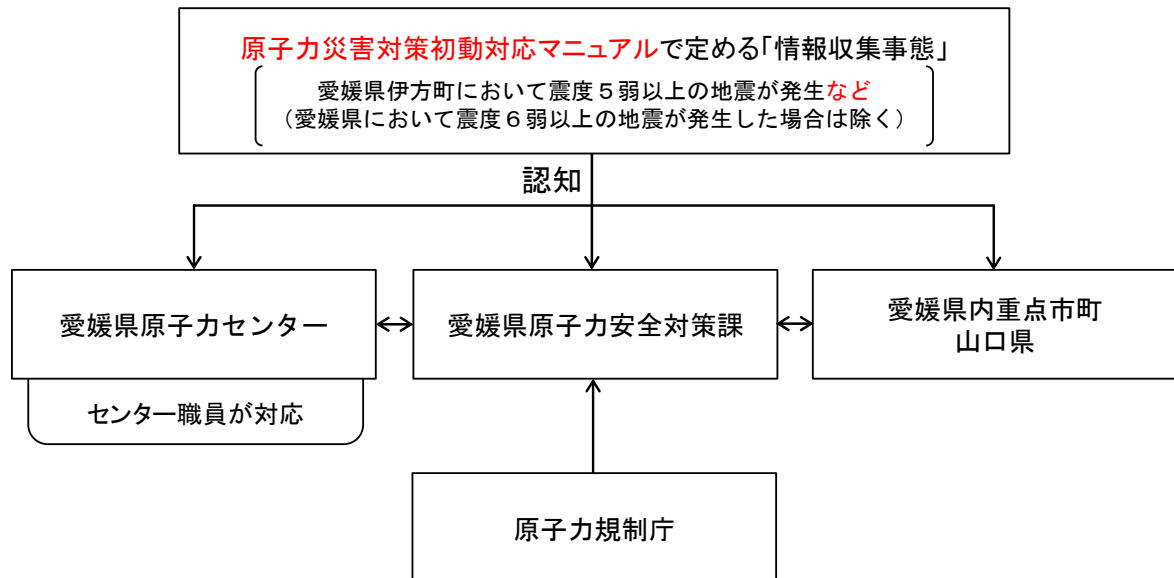 原子力災害対策初動対応マニュアルで定める「情報収集事態」
愛媛県伊方町において震度５弱以上の地震が発生など
（愛媛県において震度６弱以上の地震が発生した場合は除く）
認知
愛媛県原子力センター
愛媛県原子力安全対策課
愛媛県内重点市町
山口県
センター職員が対応
原子力規制庁